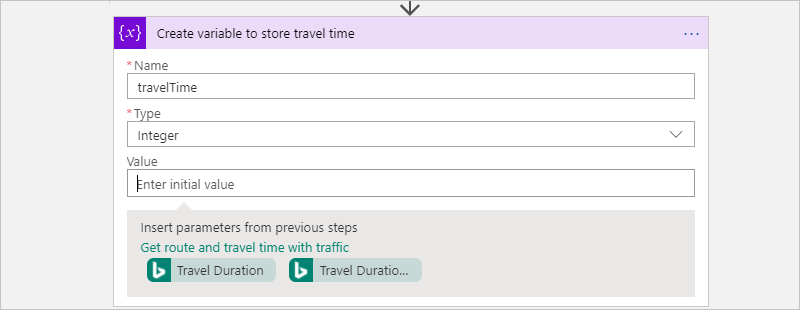 {x} Create variable to store travel time ...
* Name
travelTime
* Type
Integer
Value
Enter initial value
Insert parameters from previous steps
Get route and travel time with traffic
Travel Duration Travel Duratio...